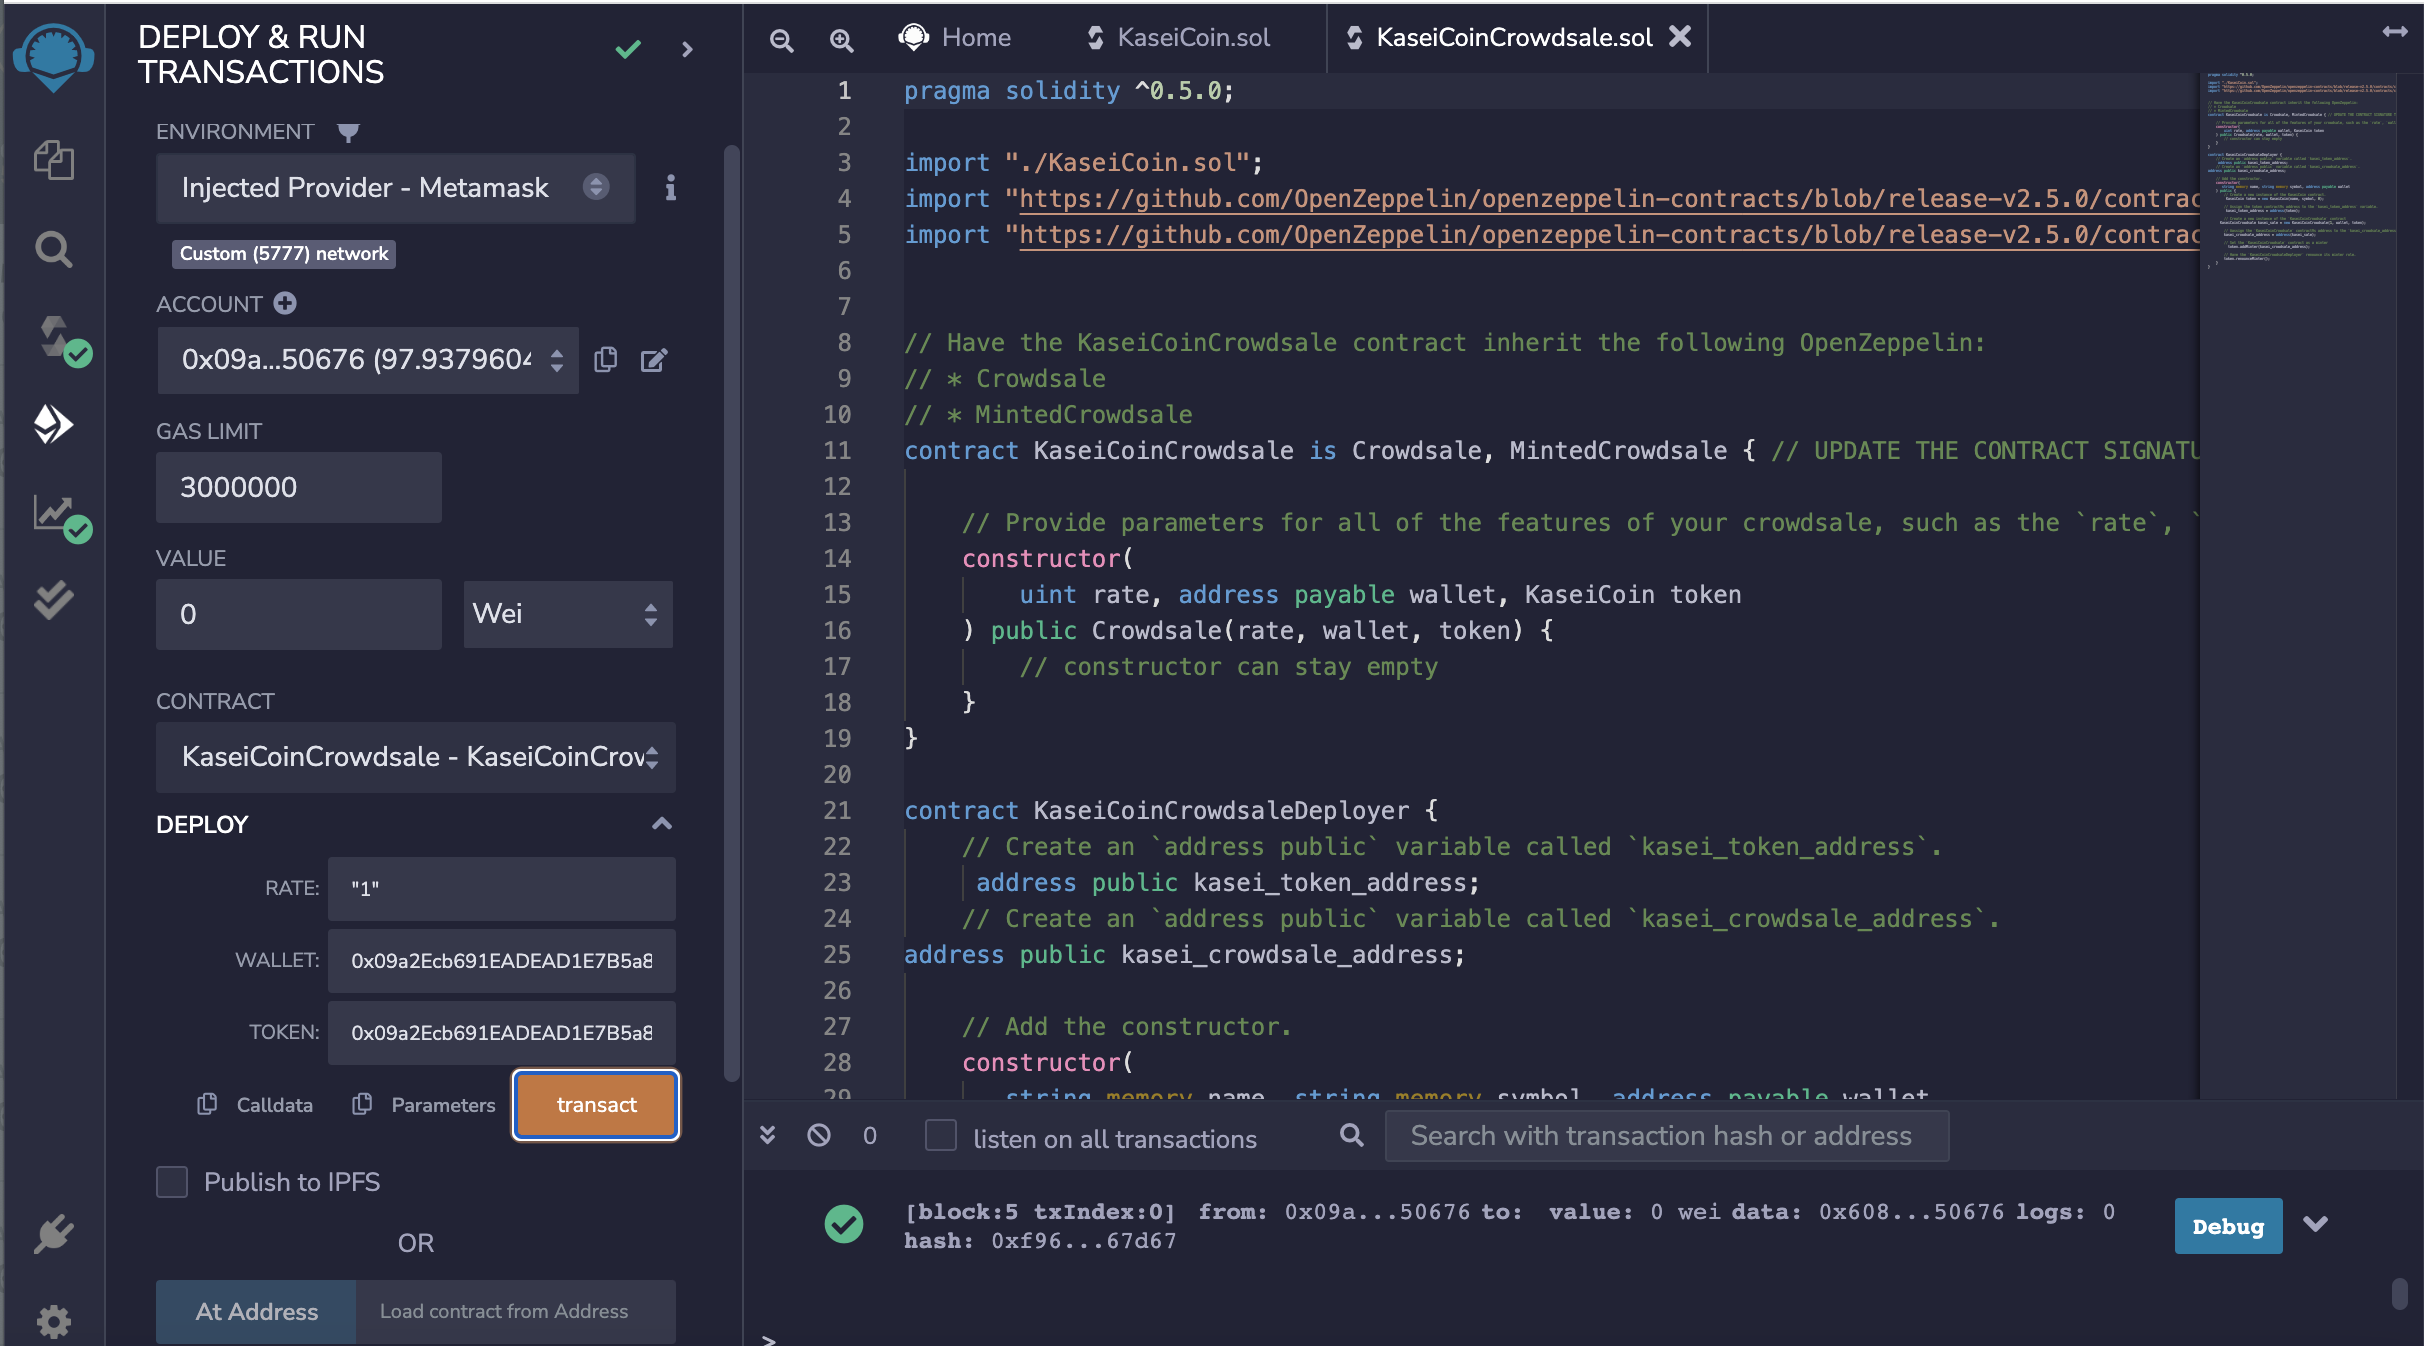 DEPLOY & RUN
TRANSACTIONS
ENVIRONMENT
Injected Provider - Metamask
Custom (5777) network
ACCOUNT
0x09a...50676 (97.9379604
GAS LIMIT
3000000
VALUE
0
Wei
CONTRACT
KaseiCoinCrowdsale - KaseiCoinCrow
DEPLOY
RATE: "1"
WALLET: 0x09a2Ecb691EADEAD1E7B5a8
TOKEN: 0x09a2Ecb691EADEAD1E7B5a8
Calldata Parameters transact
Publish to IPFS
OR
At Address Load contract from Address
Home KaseiCoin.sol KaseiCoinCrowdsale.sol
1 pragma solidity ^0.5.0;
2
3 import "./KaseiCoin.sol";
4 import "https://github.com/OpenZeppelin/openzeppelin-contracts/blob/release-v2.5.0/contrac
5 import "https://github.com/OpenZeppelin/openzeppelin-contracts/blob/release-v2.5.0/contrac
6
7
8 // Have the KaseiCoinCrowdsale contract inherit the following OpenZeppelin:
9 // * Crowdsale
10 // * MintedCrowdsale
11 contract KaseiCoinCrowdsale is Crowdsale, MintedCrowdsale { // UPDATE THE CONTRACT SIGNATU
12
13 // Provide parameters for all of the features of your crowdsale, such as the `rate`, `
14 constructor(
15 uint rate, address payable wallet, KaseiCoin token
16 ) public Crowdsale(rate, wallet, token) {
17 // constructor can stay empty
18 }
19 }
20
21 contract KaseiCoinCrowdsaleDeployer {
22 // Create an `address public` variable called `kasei_token_address`.
23 address public kasei_token_address;
24 // Create an `address public` variable called `kasei_crowdsale_address`.
25 address public kasei_crowdsale_address;
26
27 // Add the constructor.
28 constructor(
29 string memory name, string memory symbol, address payable wallet
0 listen on all transactions Search with transaction hash or address
[block:5 txIndex:0] from: 0x09a...50676 to: value: 0 wei data: 0x608...50676 logs: 0
hash: 0xf96...67d67
Debug
>